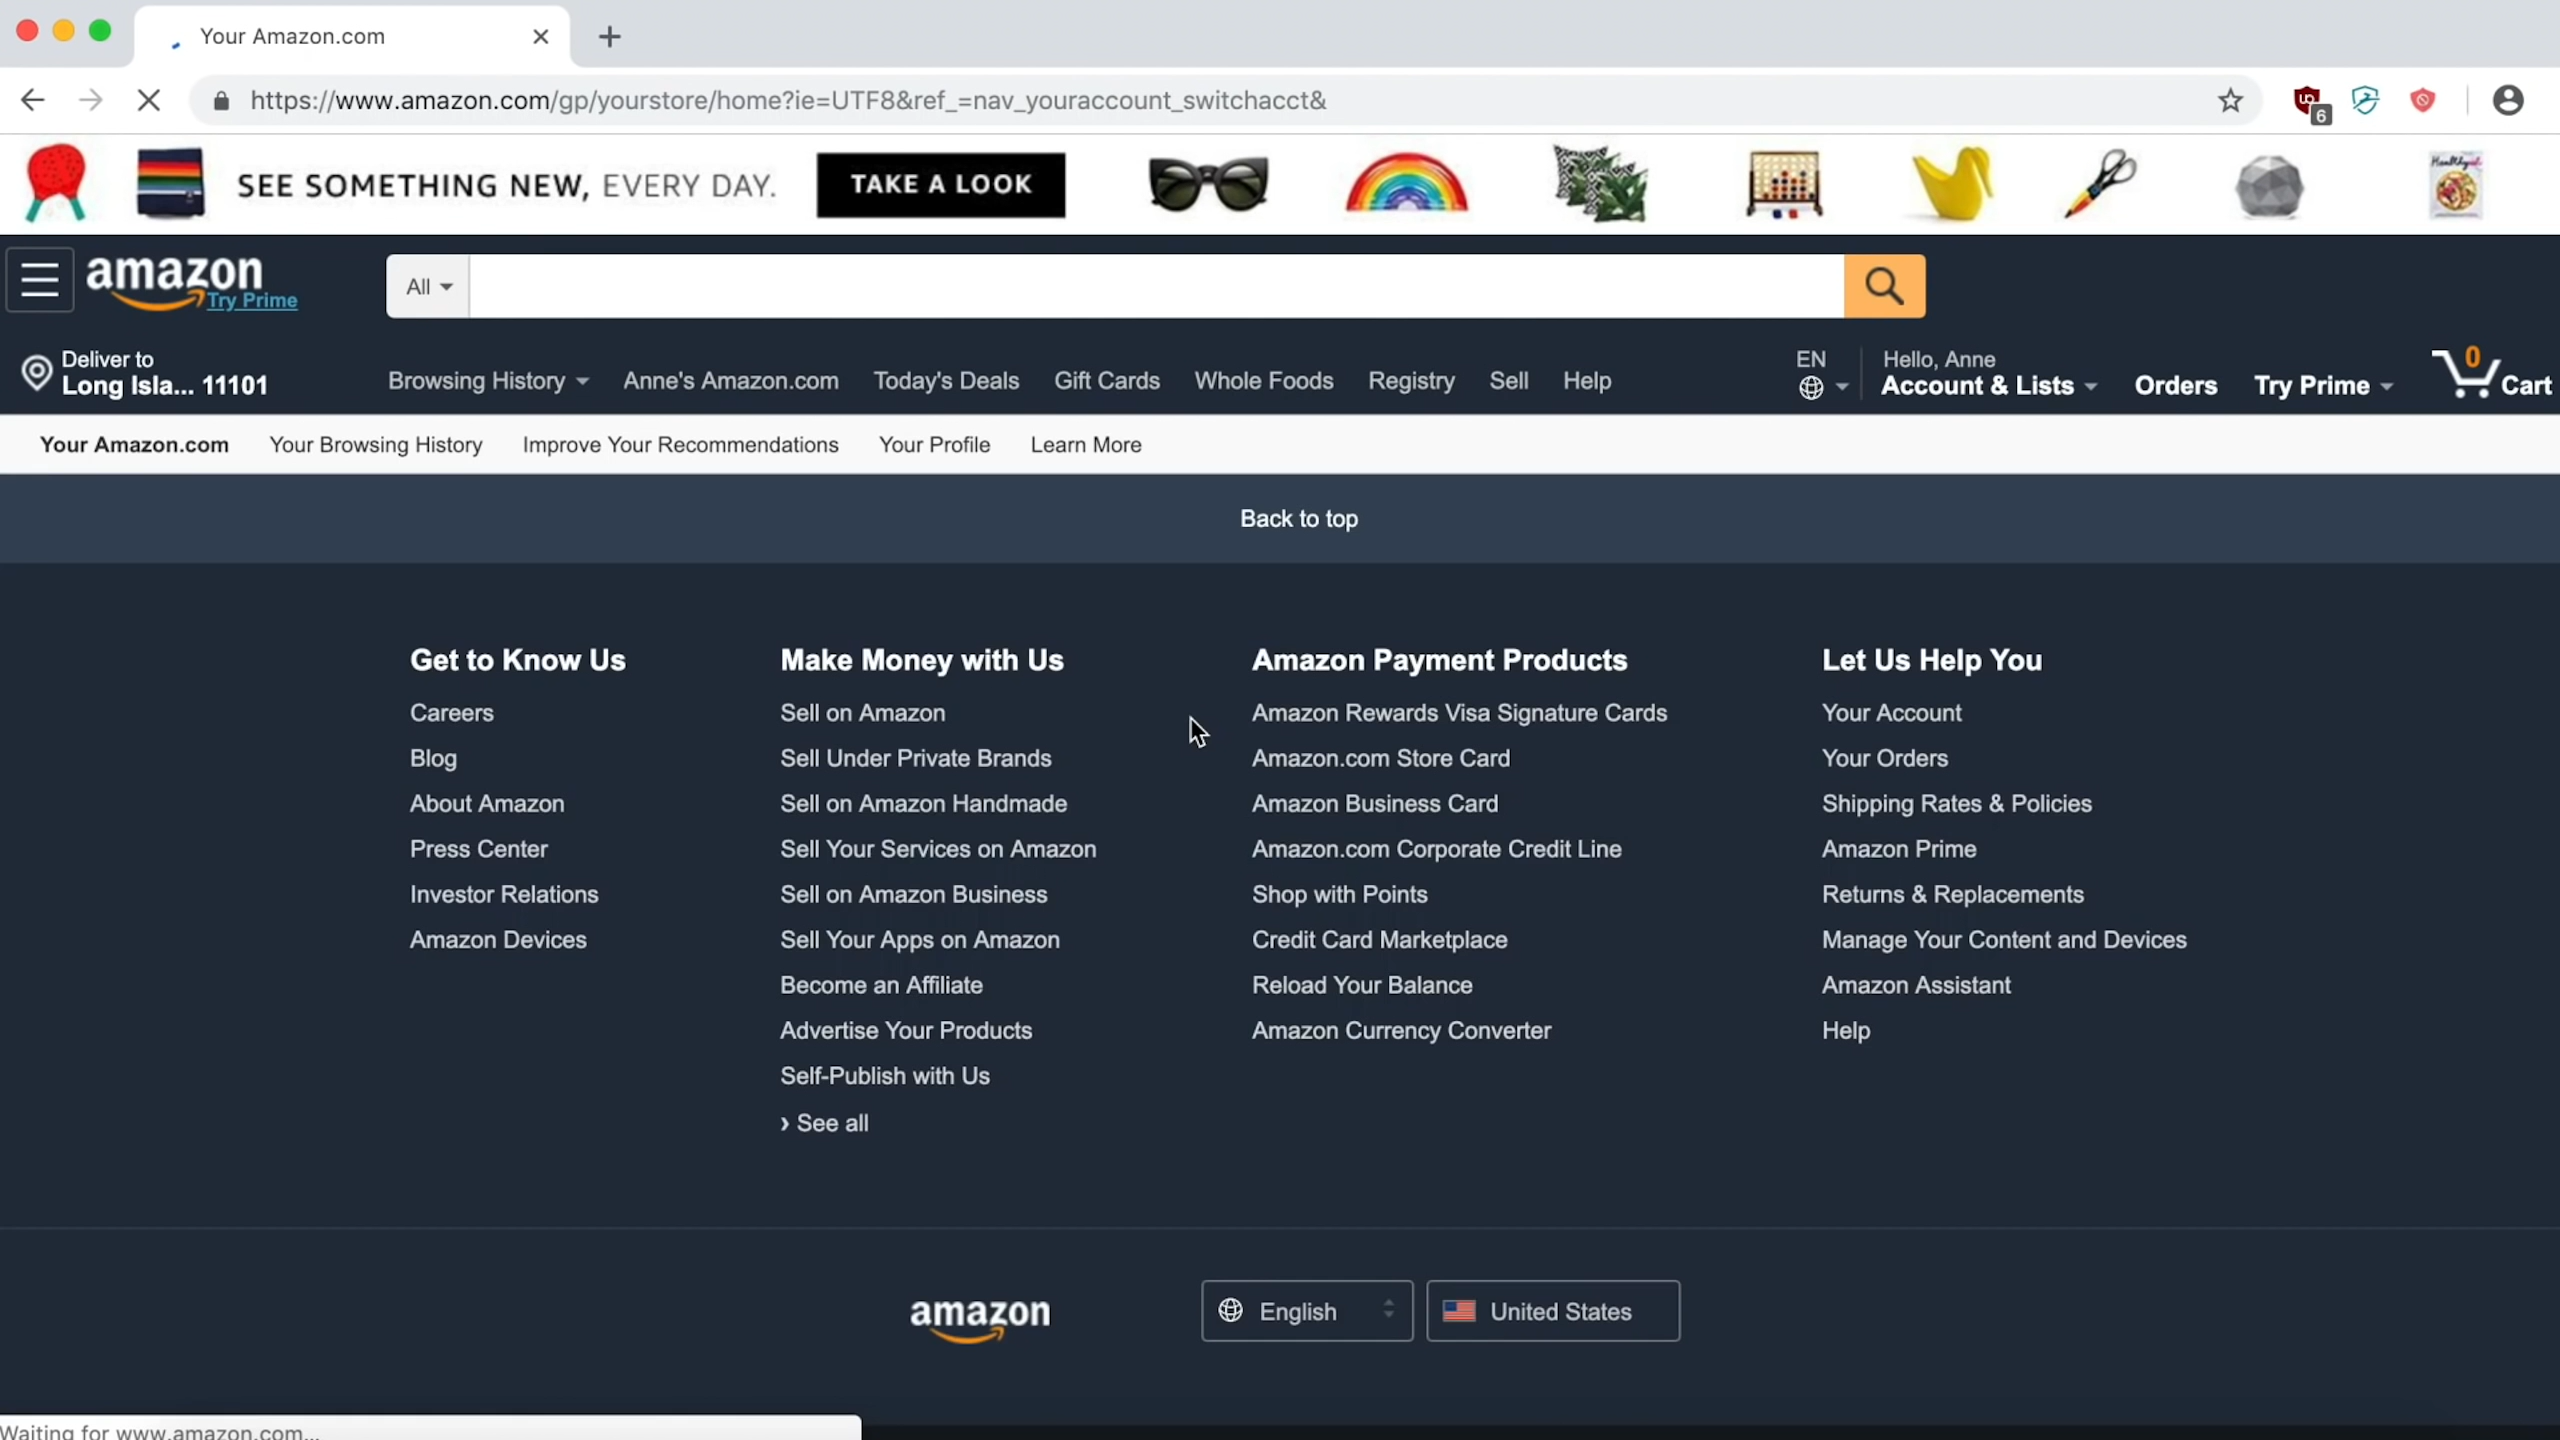 Your Amazon.com
https://www.amazon.com/gp/yourstore/home?ie=UTF8&ref_=nav_youraccount_switchacct&
6
SEE SOMETHING NEW, EVERY DAY.
TAKE A LOOK
amazon
Try Prime
All
Deliver to
Long Isla... 11101
Browsing History
Anne's Amazon.com
Today's Deals
Gift Cards
Whole Foods
Registry
Sell
Help
EN
Hello, Anne
Account & Lists
Orders
Try Prime
0
Cart
Your Amazon.com
Your Browsing History
Improve Your Recommendations
Your Profile
Learn More
Back to top
Get to Know Us
Careers
Blog
About Amazon
Press Center
Investor Relations
Amazon Devices
Make Money with Us
Sell on Amazon
Sell Under Private Brands
Sell on Amazon Handmade
Sell Your Services on Amazon
Sell on Amazon Business
Sell Your Apps on Amazon
Become an Affiliate
Advertise Your Products
Self-Publish with Us
› See all
Amazon Payment Products
Amazon Rewards Visa Signature Cards
Amazon.com Store Card
Amazon Business Card
Amazon.com Corporate Credit Line
Shop with Points
Credit Card Marketplace
Reload Your Balance
Amazon Currency Converter
Let Us Help You
Your Account
Your Orders
Shipping Rates & Policies
Amazon Prime
Returns & Replacements
Manage Your Content and Devices
Amazon Assistant
Help
amazon
English
United States
Waiting for www.amazon.com...